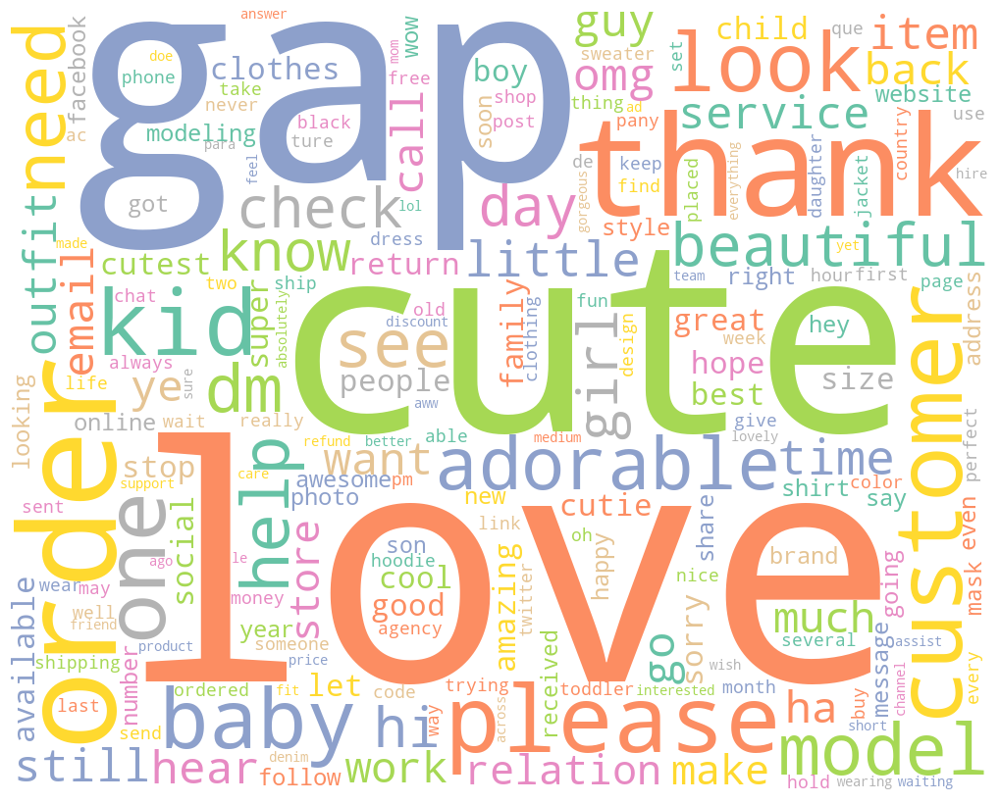 gap
cute
love
thank
order
customer
please
kid
one
baby
adorable
beautiful
model
look
see
help
dm
need
check
know
day
little
girl
want
time
hi
ha
still
hear
work
relation
make
go
much
store
email
outfit
call
clothes
guy
omg
item
back
child
service
website
boy
wow
facebook
answer
mom
doe
phone
take
never
free
modeling
black
ture
para
ac
feel
got
lol
soon
shop
post
sweater
thing
ad
set
que
pany
use
hire
country
jacket
daughter
everything
placed
keep
find
de
gorgeous
style
dress
return
cutest
made
two
ship
super
chat
always
absolutely
old
discount
people
family
clothing
fun
design
team
right
hour
first
yet
page
address
great
week
hey
hope
best
size
give
lovely
medium
able
better
refund
really
wait
sure
ye
life
looking
online
stop
support
care
awesome
pm
photo
new
cutie
link
shirt
color
say
perfect
mask even
share
brand
going
several
message
assist
every
channel
short
buy
month
wish
interested
nice
oh
happy
twitter
amazing
son
hoodie
cool
good
agency
year
money
le
someone
social
ago
sent
wear
may
well
friend
available
shipping
product
price
number
last
ordered
fit
let
code
way
trying
across
received
toddler
sorry
send
denim
follow
hold
wearing
waiting